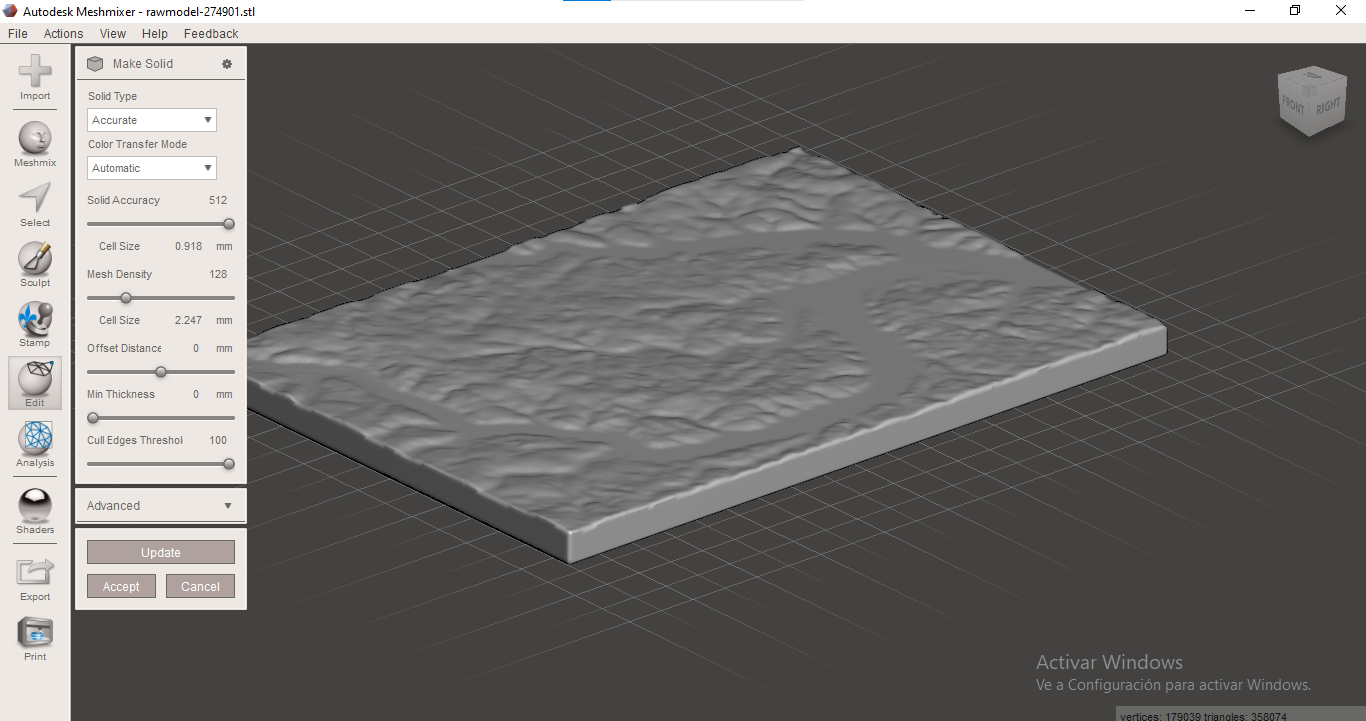 Autodesk Meshmixer - rawmodel-274901.stl
File Actions View Help Feedback
Import
Meshmix
Select
Sculpt
Stamp
Edit
Analysis
Shaders
Export
Print
Make Solid
Solid Type
Accurate
Color Transfer Mode
Automatic
Solid Accuracy 512
Cell Size 0.918 mm
Mesh Density 128
Cell Size 2.247 mm
Offset Distance 0 mm
Min Thickness 0 mm
Cull Edges Threshol 100
Advanced
Update
Accept Cancel
FRONT RIGHT
Activar Windows
Ve a Configuración para activar Windows.
vertices: 179039 triangles: 358074